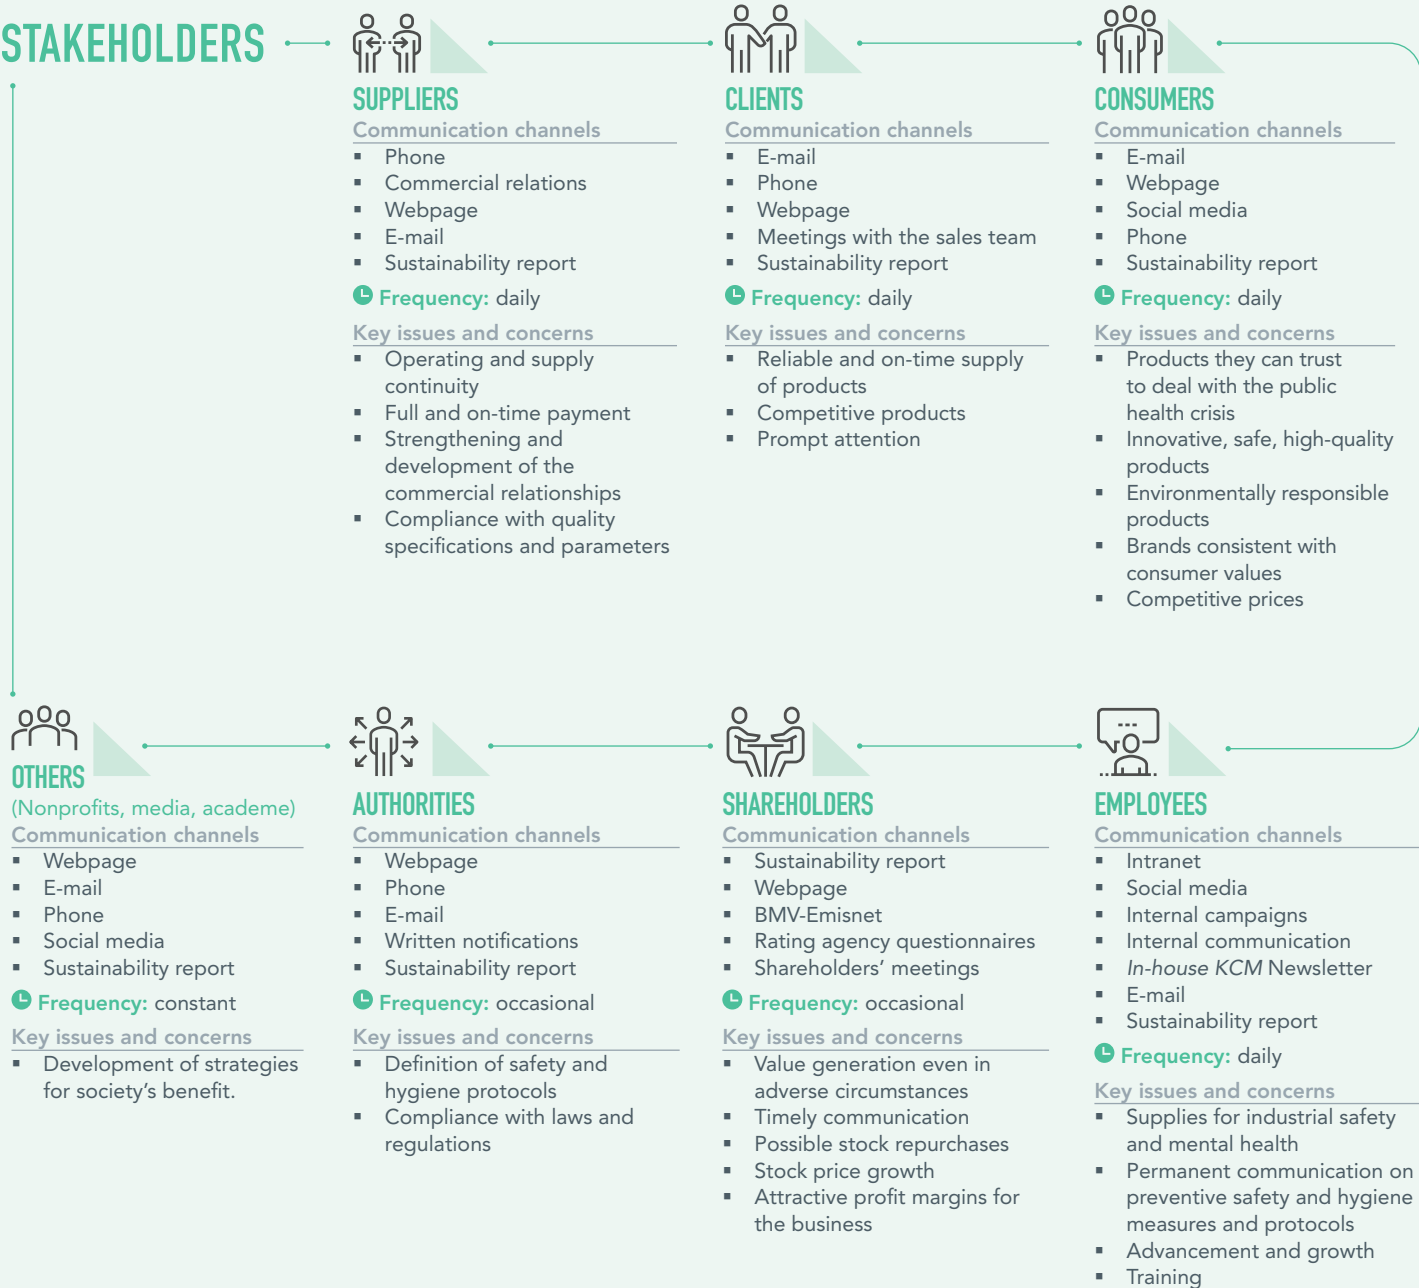 STAKEHOLDERS
SUPPLIERS
Communication channels
▪ Phone
▪ Commercial relations
▪ Webpage
▪ E-mail
▪ Sustainability report
Frequency: daily
Key issues and concerns
▪ Operating and supply
continuity
▪ Full and on-time payment
▪ Strengthening and
development of the
commercial relationships
▪ Compliance with quality
specifications and parameters
CLIENTS
Communication channels
▪ E-mail
▪ Phone
▪ Webpage
▪ Meetings with the sales team
▪ Sustainability report
Frequency: daily
Key issues and concerns
▪ Reliable and on-time supply
of products
▪ Competitive products
▪ Prompt attention
CONSUMERS
Communication channels
▪ E-mail
▪ Webpage
▪ Social media
▪ Phone
▪ Sustainability report
Frequency: daily
Key issues and concerns
▪ Products they can trust
to deal with the public
health crisis
▪ Innovative, safe, high-quality
products
▪ Environmentally responsible
products
▪ Brands consistent with
consumer values
▪ Competitive prices
OTHERS
(Nonprofits, media, academe)
Communication channels
▪ Webpage
▪ E-mail
▪ Phone
▪ Social media
▪ Sustainability report
Frequency: constant
Key issues and concerns
▪ Development of strategies
for society’s benefit.
AUTHORITIES
Communication channels
▪ Webpage
▪ Phone
▪ E-mail
▪ Written notifications
▪ Sustainability report
Frequency: occasional
Key issues and concerns
▪ Definition of safety and
hygiene protocols
▪ Compliance with laws and
regulations
SHAREHOLDERS
Communication channels
▪ Sustainability report
▪ Webpage
▪ BMV-Emisnet
▪ Rating agency questionnaires
▪ Shareholders’ meetings
Frequency: occasional
Key issues and concerns
▪ Value generation even in
adverse circumstances
▪ Timely communication
▪ Possible stock repurchases
▪ Stock price growth
▪ Attractive profit margins for
the business
EMPLOYEES
Communication channels
▪ Intranet
▪ Social media
▪ Internal campaigns
▪ Internal communication
▪ In-house KCM Newsletter
▪ E-mail
▪ Sustainability report
Frequency: daily
Key issues and concerns
▪ Supplies for industrial safety
and mental health
▪ Permanent communication on
preventive safety and hygiene
measures and protocols
▪ Advancement and growth
▪ Training